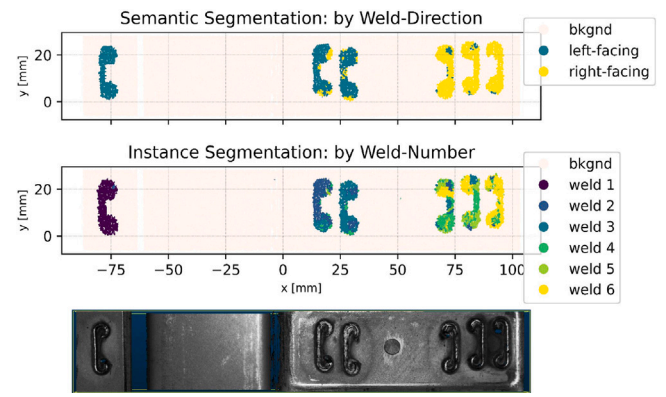 Semantic Segmentation: by Weld-Direction
bkgnd
left-facing
right-facing
y [mm]
20
0
Instance Segmentation: by Weld-Number
bkgnd
weld 1
weld 2
weld 3
weld 4
weld 5
weld 6
y [mm]
20
0
−75 −50 −25 0 25 50 75 100
x [mm]